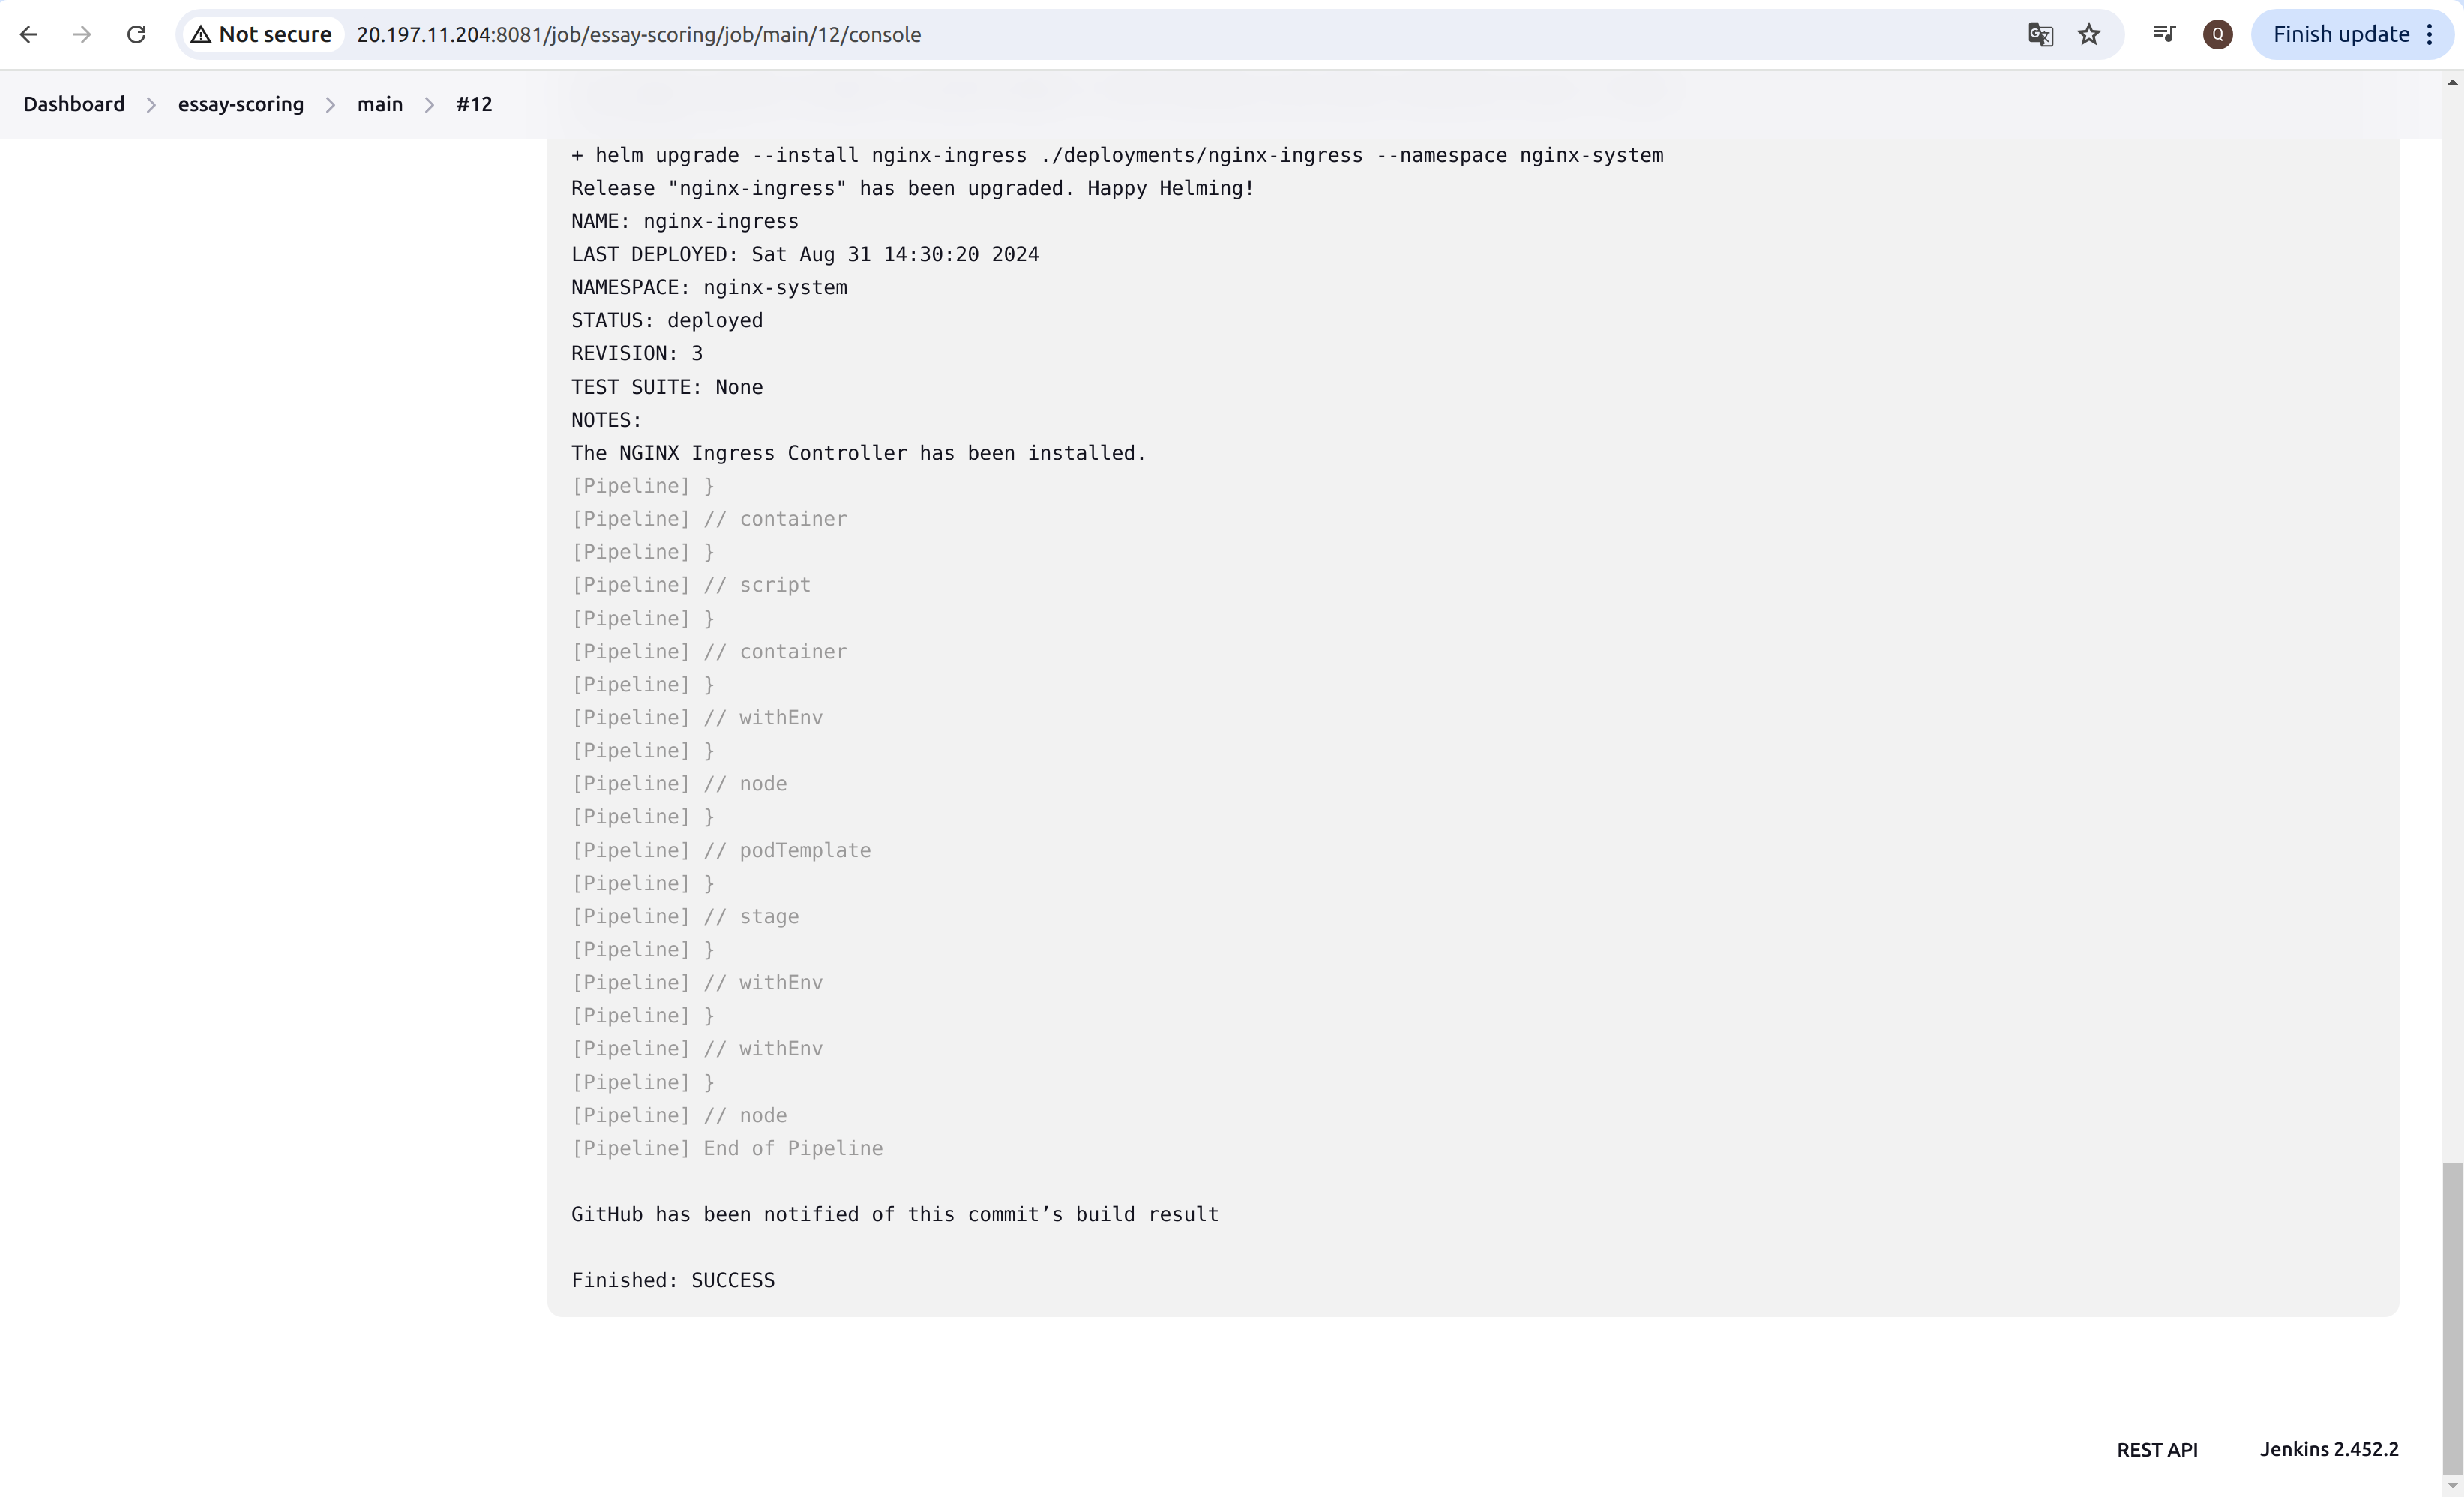 Not secure 20.197.11.204:8081/job/essay-scoring/job/main/12/console Q Finish update
Dashboard essay-scoring main #12
+ helm upgrade --install nginx-ingress ./deployments/nginx-ingress --namespace nginx-system
Release "nginx-ingress" has been upgraded. Happy Helming!
NAME: nginx-ingress
LAST DEPLOYED: Sat Aug 31 14:30:20 2024
NAMESPACE: nginx-system
STATUS: deployed
REVISION: 3
TEST SUITE: None
NOTES:
The NGINX Ingress Controller has been installed.
[Pipeline] }
[Pipeline] // container
[Pipeline] }
[Pipeline] // script
[Pipeline] }
[Pipeline] // container
[Pipeline] }
[Pipeline] // withEnv
[Pipeline] }
[Pipeline] // node
[Pipeline] }
[Pipeline] // podTemplate
[Pipeline] }
[Pipeline] // stage
[Pipeline] }
[Pipeline] // withEnv
[Pipeline] }
[Pipeline] // withEnv
[Pipeline] }
[Pipeline] // node
[Pipeline] End of Pipeline
GitHub has been notified of this commit’s build result
Finished: SUCCESS
REST API Jenkins 2.452.2